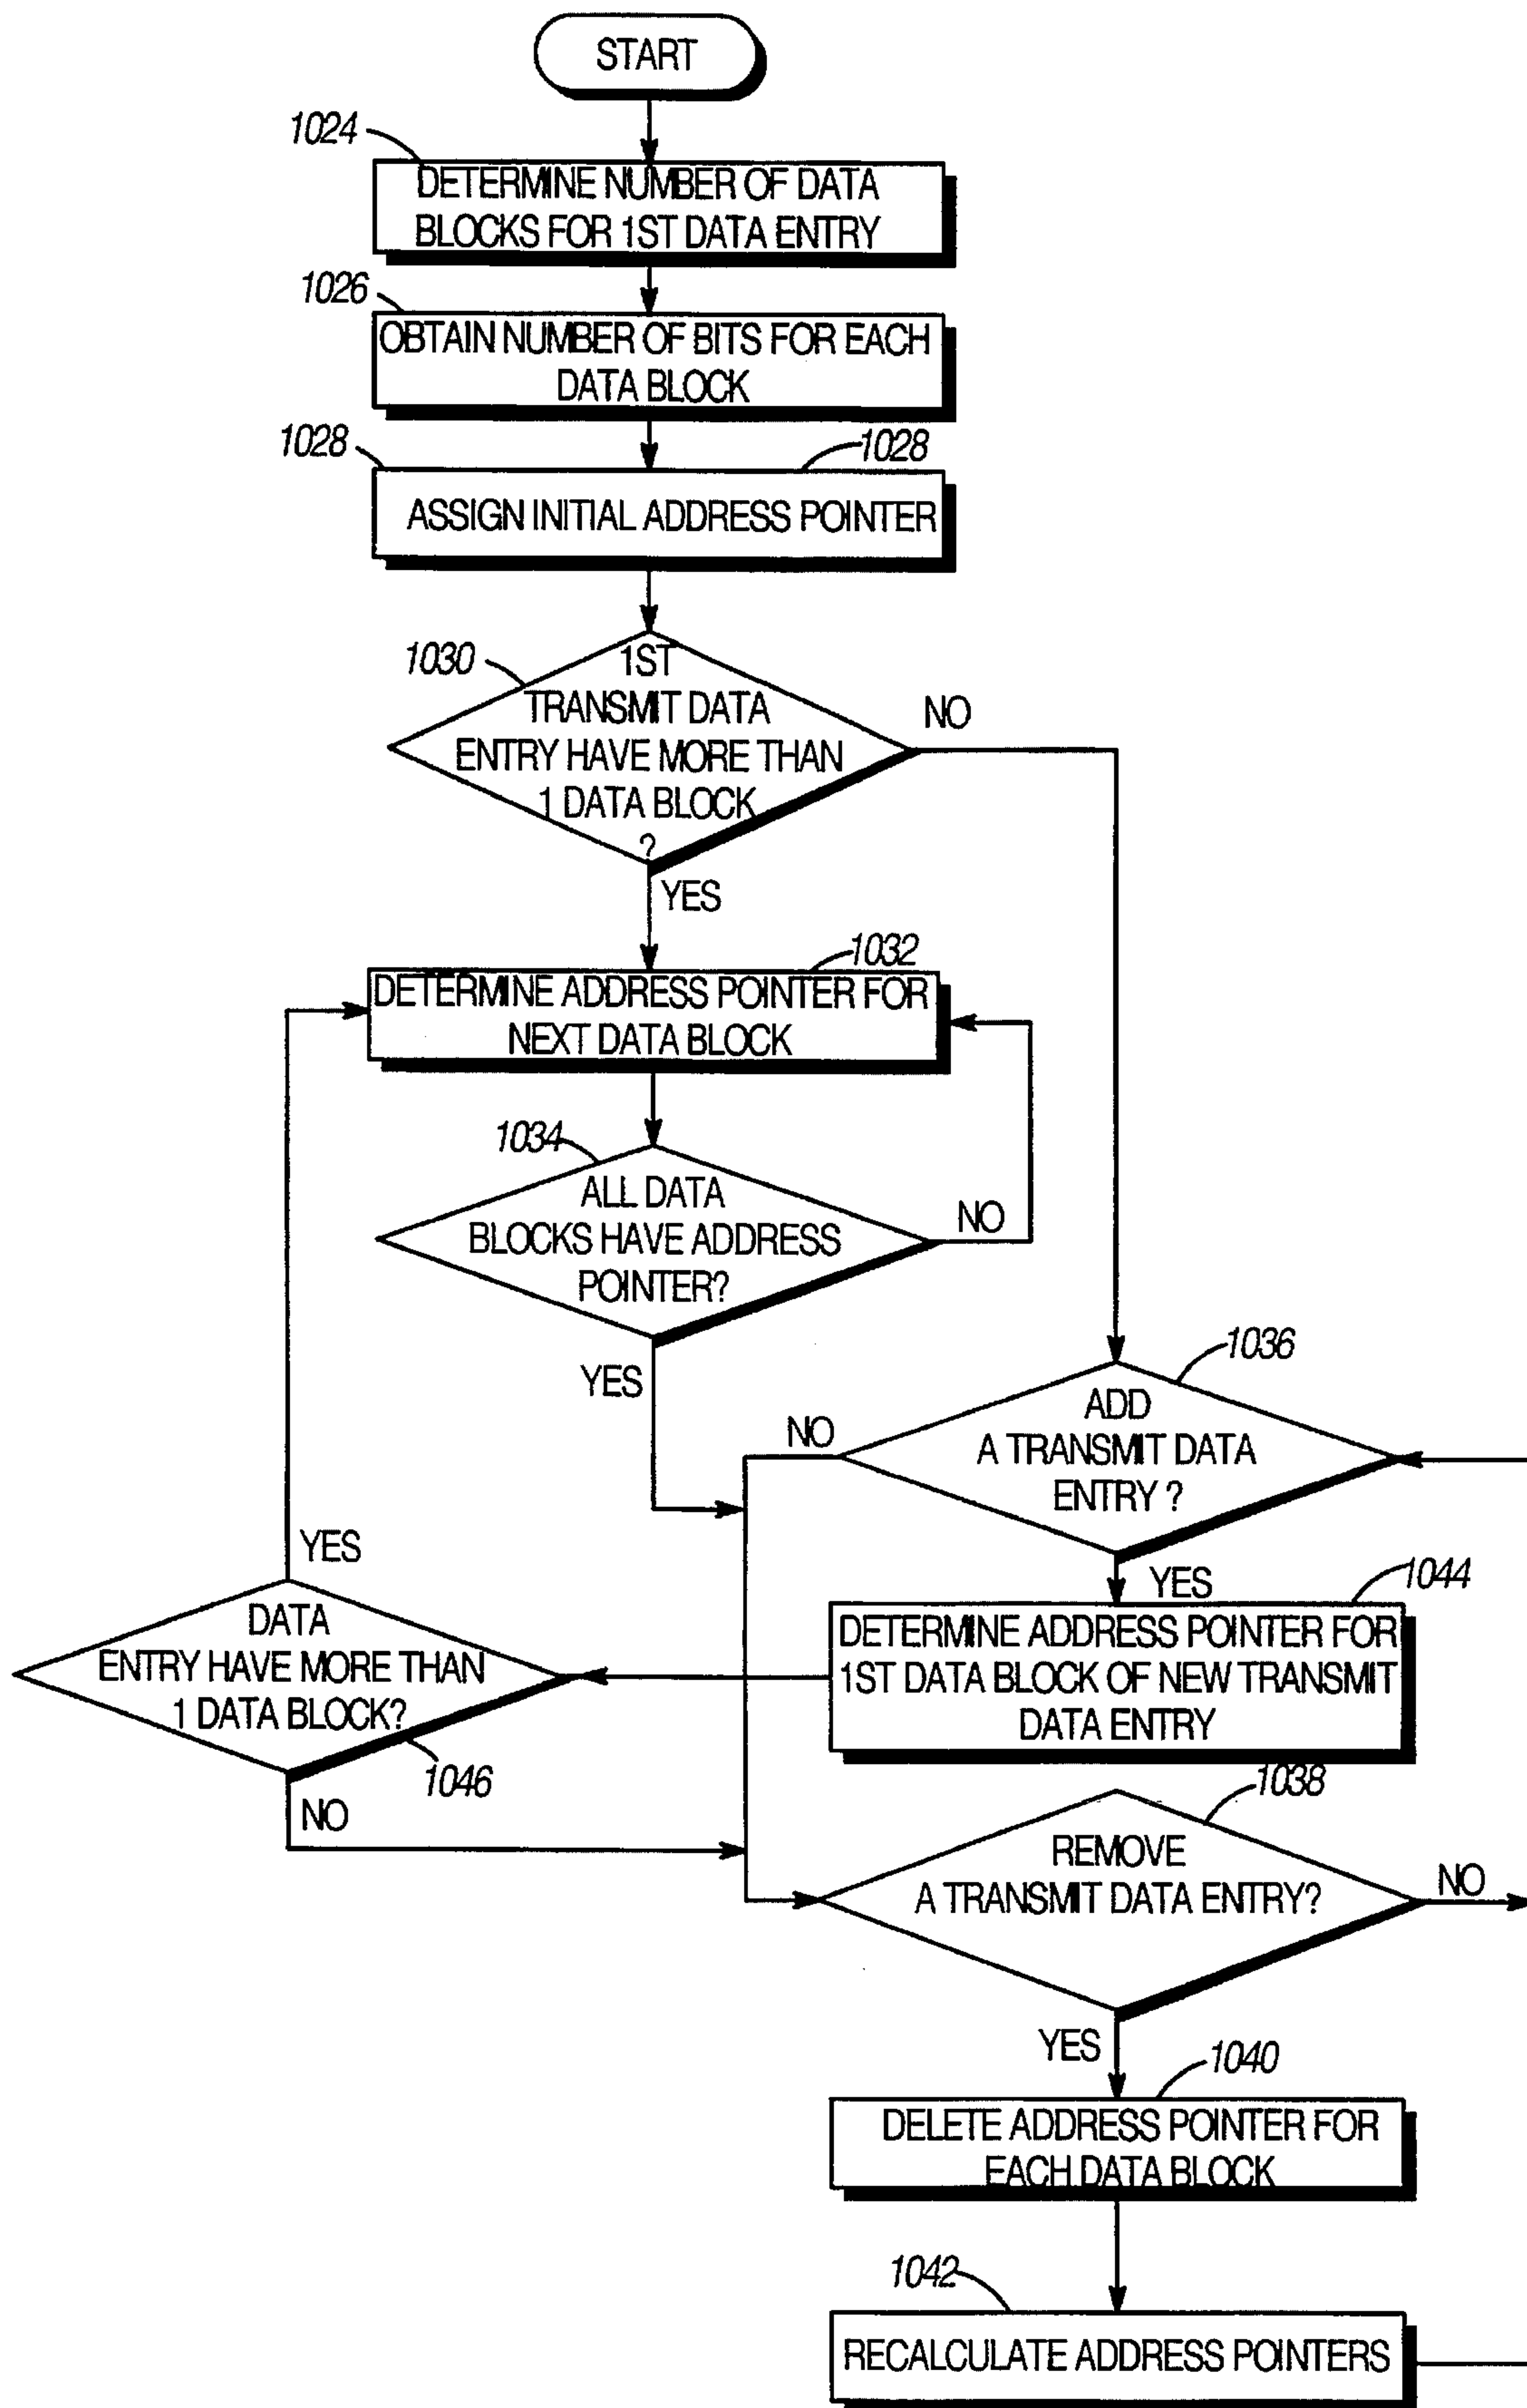 START
1024
DETERMINE NUMBER OF DATA
BLOCKS FOR 1ST DATA ENTRY
1026
OBTAIN NUMBER OF BITS FOR EACH
DATA BLOCK
1028
1028
ASSIGN INITIAL ADDRESS POINTER
1030
1ST
TRANSMIT DATA
ENTRY HAVE MORE THAN
1 DATA BLOCK
?
NO
YES
1032
DETERMINE ADDRESS POINTER FOR
NEXT DATA BLOCK
1034
ALL DATA
BLOCKS HAVE ADDRESS
POINTER?
NO
YES
1036
ADD
A TRANSMIT DATA
ENTRY ?
NO
YES
1044
DETERMINE ADDRESS POINTER FOR
1ST DATA BLOCK OF NEW TRANSMIT
DATA ENTRY
YES
DATA
ENTRY HAVE MORE THAN
1 DATA BLOCK?
1046
NO
1038
REMOVE
A TRANSMIT DATA ENTRY?
NO
YES
1040
DELETE ADDRESS POINTER FOR
EACH DATA BLOCK
1042
RECALCULATE ADDRESS POINTERS